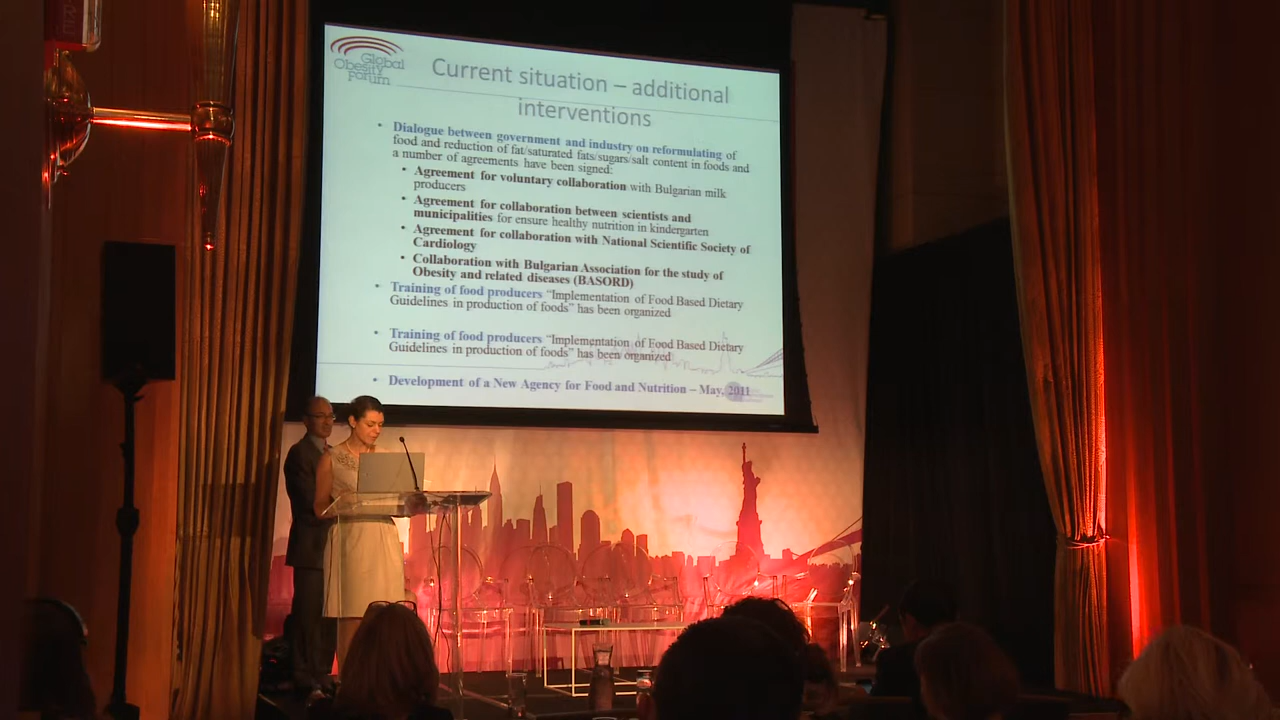 Global
Obesity
Forum
Current situation – additional
interventions
• Dialogue between government and industry on reformulating of
food and reduction of fat/saturated fats/sugars/salt content in foods and
a number of agreements have been signed:
• Agreement for voluntary collaboration with Bulgarian milk
producers
• Agreement for collaboration between scientists and
municipalities for ensure healthy nutrition in kindergarten
• Agreement for collaboration with National Scientific Society of
Cardiology
• Collaboration with Bulgarian Association for the study of
Obesity and related diseases (BASORD)
• Training of food producers “Implementation of Food Based Dietary
Guidelines in production of foods” has been organized
• Training of food producers “Implementation of Food Based Dietary
Guidelines in production of foods” has been organized
• Development of a New Agency for Food and Nutrition – May, 2011